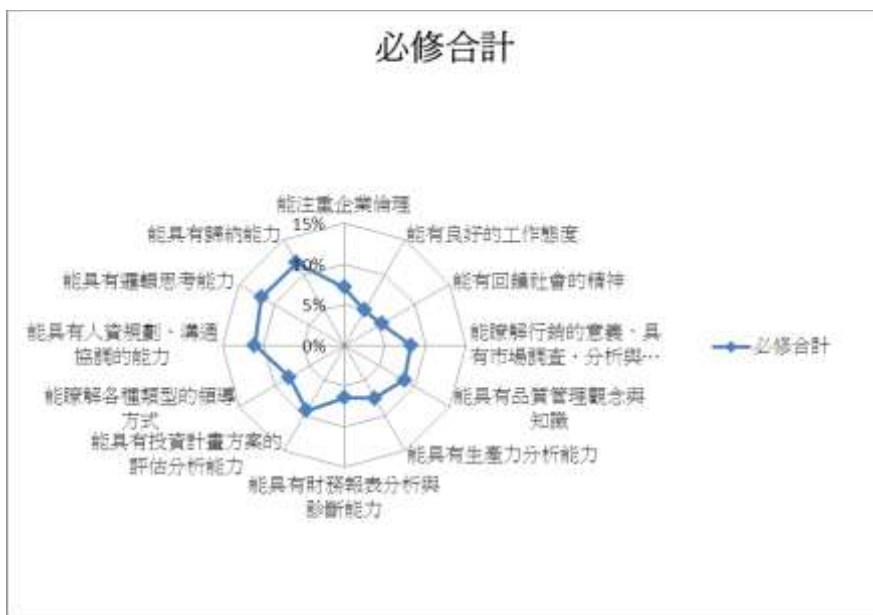 必修合計
能注重企業倫理
能有良好的工作態度
能有回饋社會的精神
能瞭解行銷的意義、具
有市場調查、分析與…
能具有品質管理觀念與
知識
能具有生產力分析能力
能具有財務報表分析與
診斷能力
能具有投資計畫方案的
評估分析能力
能瞭解各種類型的領導
方式
能具有人資規劃、溝通
協調的能力
能具有邏輯思考能力
能具有歸納能力
15%
10%
5%
0%
必修合計